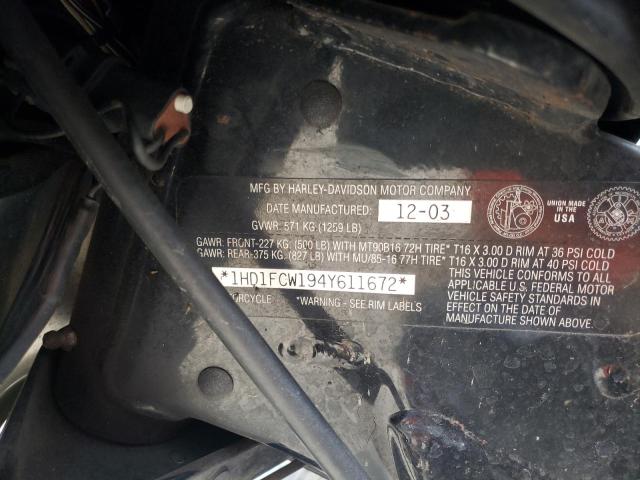 MFG BY HARLEY-DAVIDSON MOTOR COMPANY
DATE MANUFACTURED: 12-03
GVWR: 571 KG (1259 LB)
UNION MADE IN THE USA
GAWR: FRONT-227 KG: (500 LB) WITH MT90B16 72H TIRE* T16 X 3.00 D RIM AT 36 PSI COLD
GAWR: REAR-375 KG: (827 LB) WITH MU/85-16 77H TIRE* T16 X 3.00 D RIM AT 40 PSI COLD
*1HD1FCW194Y611672*
THIS VEHICLE CONFORMS TO ALL
APPLICABLE U.S. FEDERAL MOTOR
VEHICLE SAFETY STANDARDS IN
EFFECT ON THE DATE OF
MANUFACTURE SHOWN ABOVE.
*WARNING - SEE RIM LABELS